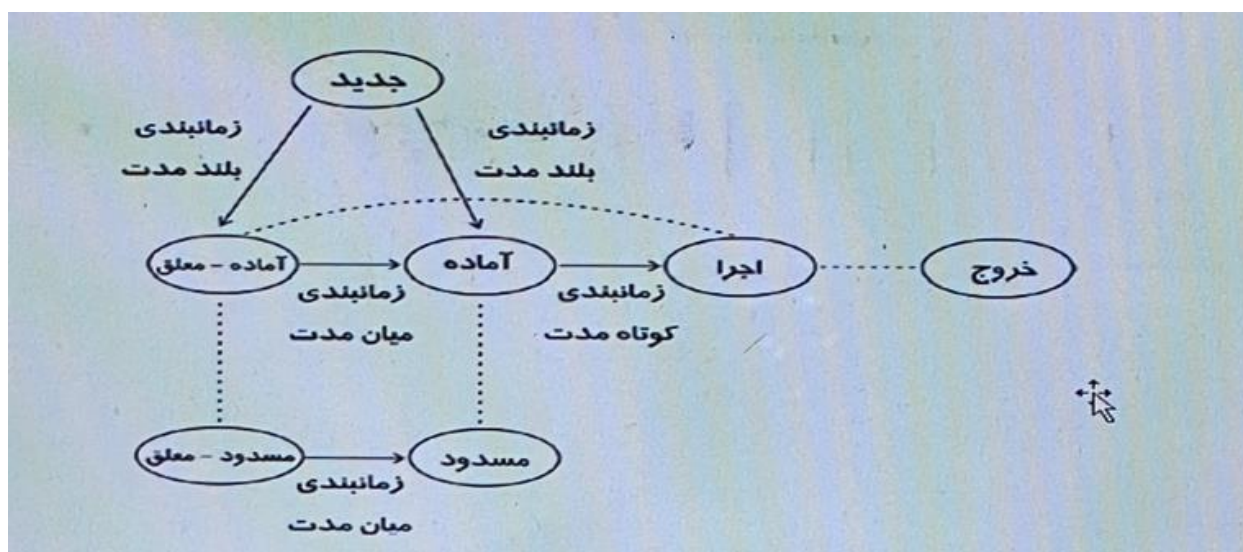 جدید
زمانبندی
بلند مدت
زمانبندی
بلند مدت
خروج
اجرا
آماده
آماده - معلق
زمانبندی
کوتاه مدت
زمانبندی
میان مدت
مسدود
مسدود - معلق
زمانبندی
میان مدت